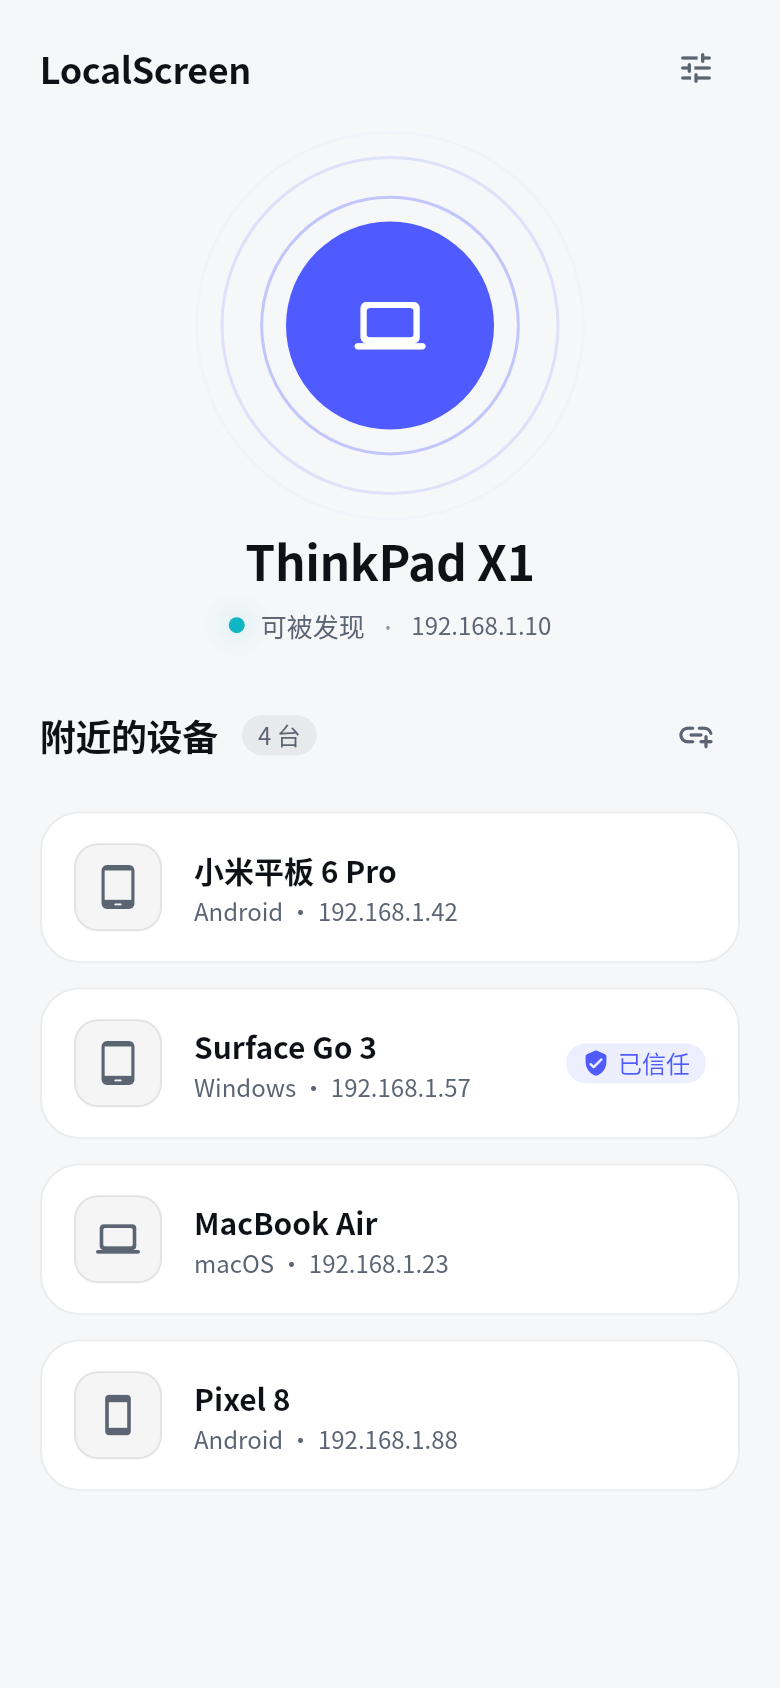 LocalScreen
ThinkPad X1
可被发现 · 192.168.1.10
附近的设备 4 台
小米平板 6 Pro
Android • 192.168.1.42
Surface Go 3
Windows • 192.168.1.57
已信任
MacBook Air
macOS • 192.168.1.23
Pixel 8
Android • 192.168.1.88